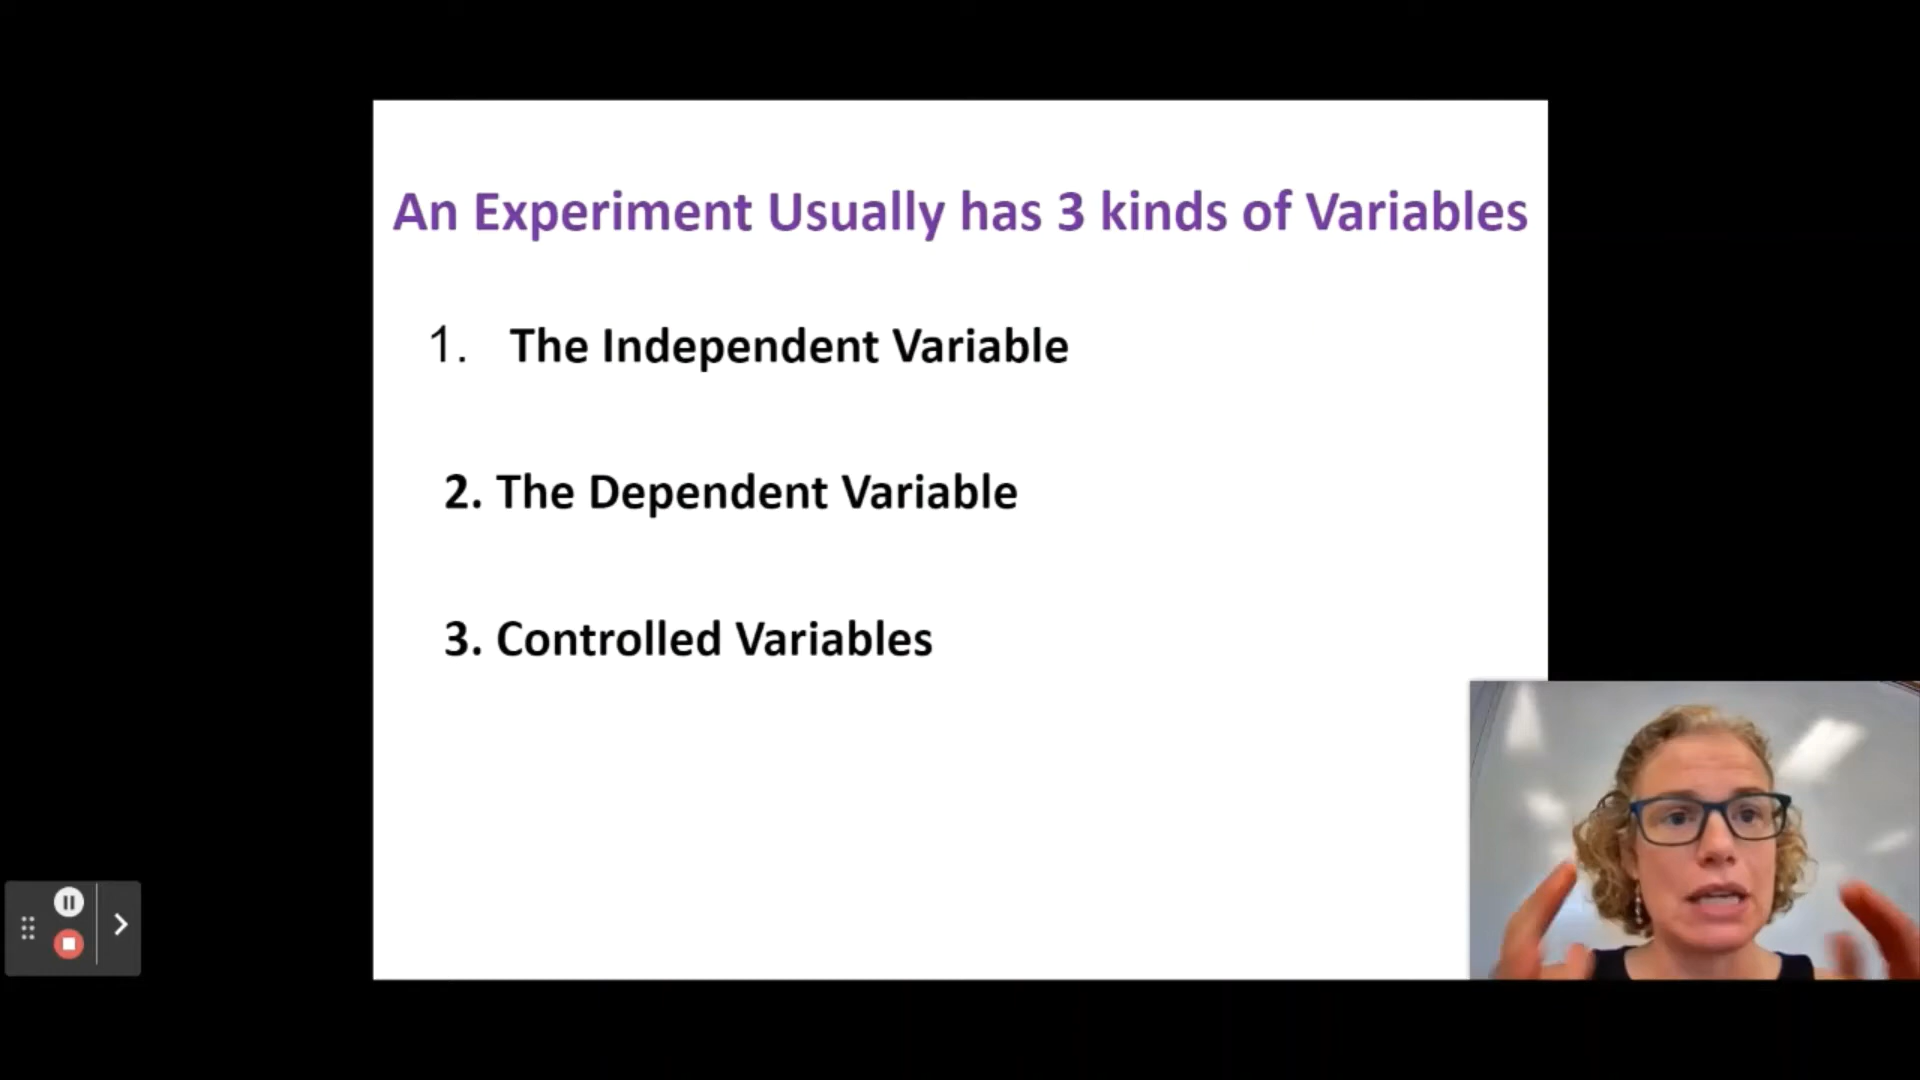 An Experiment Usually has 3 kinds of Variables
1. The Independent Variable
2. The Dependent Variable
3. Controlled Variables